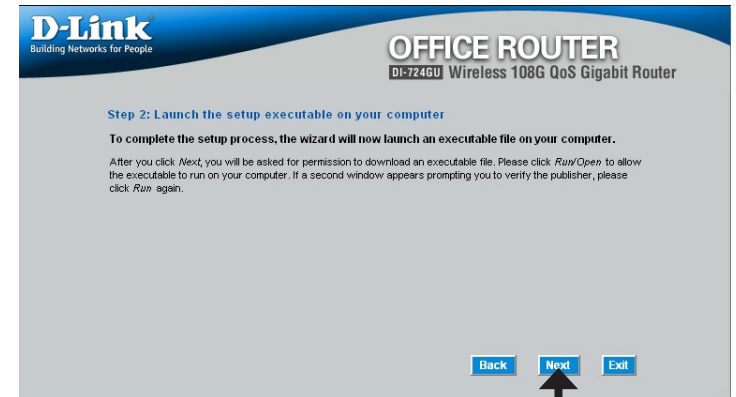 D-Link
Building Networks for People
OFFICE ROUTER
DI-724GU Wireless 108G QoS Gigabit Router
Step 2: Launch the setup executable on your computer
To complete the setup process, the wizard will now launch an executable file on your computer.
After you click Next, you will be asked for permission to download an executable file. Please click Run/Open to allow
the executable to run on your computer. If a second window appears prompting you to verify the publisher, please
click Run again.
Back Next Exit